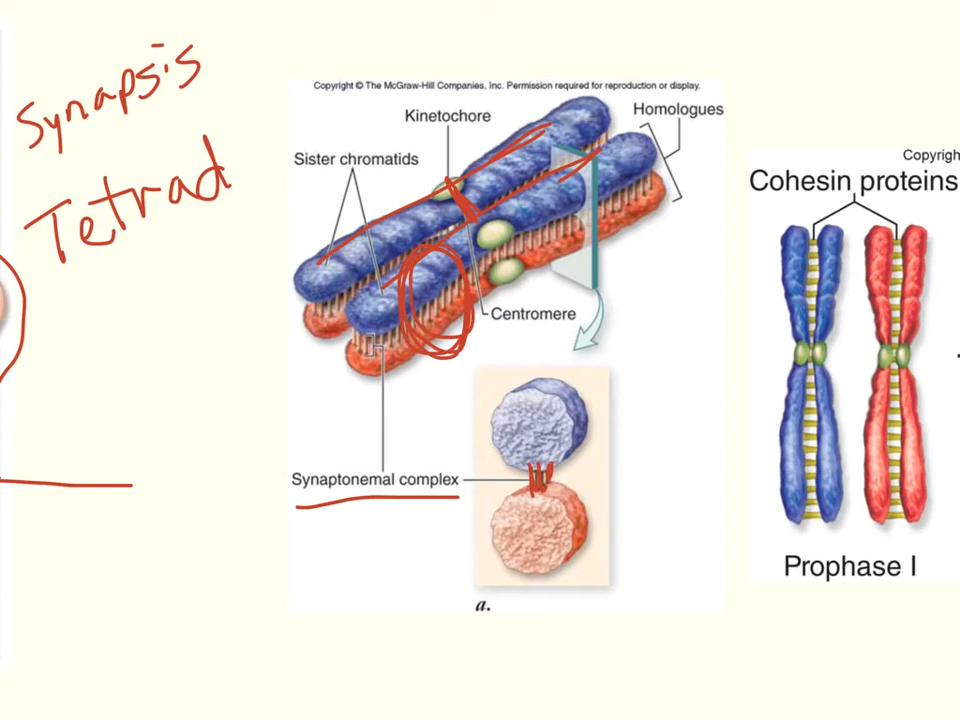 Synapsis
Tetrad
Copyright © The McGraw-Hill Companies, Inc. Permission required for reproduction or display.
Kinetochore
Homologues
Sister chromatids
Centromere
Synaptonemal complex
a.
Copyrigh
Cohesin proteins
Prophase I